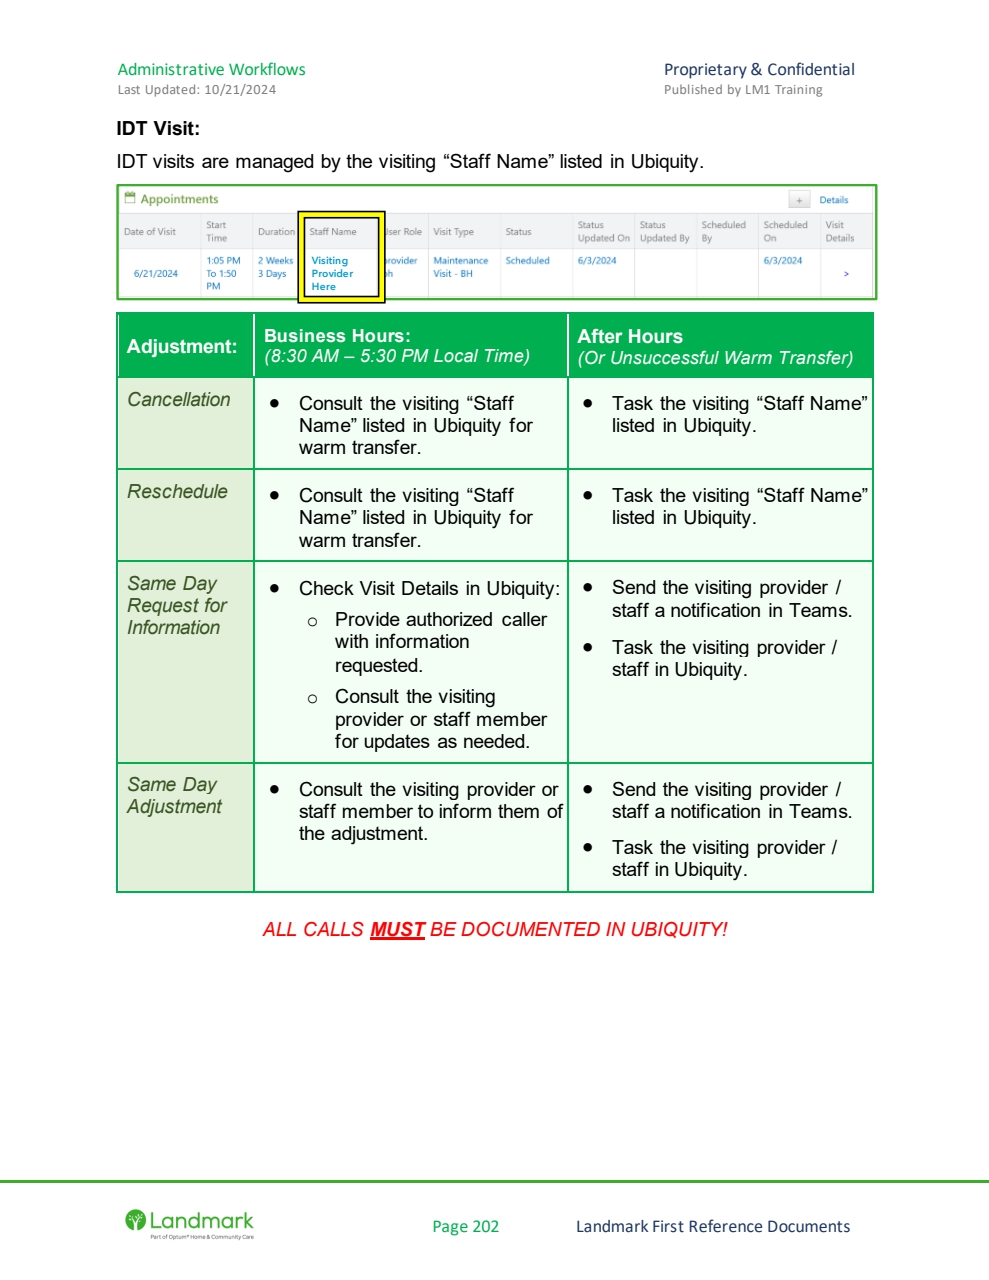 Administrative Workflows
Proprietary & Confidential
Last Updated: 10/21/2024
Published by LM1 Training
IDT Visit:
IDT visits are managed by the visiting “Staff Name” listed in Ubiquity.
Appointments
+ Details
Date of Visit
Start
Time
Duration
Staff Name
User Role
Visit Type
Status
Status
Updated On
Status
Updated By
Scheduled
By
Scheduled
On
Visit
Details
6/21/2024
1:05 PM
To 1:50
PM
2 Weeks
3 Days
Visiting
Provider
Here
provider
Maintenance
Visit - BH
Scheduled
6/3/2024
6/3/2024
>
Adjustment:
Business Hours:
(8:30 AM – 5:30 PM Local Time)
After Hours
(Or Unsuccessful Warm Transfer)
Cancellation
● Consult the visiting “Staff
Name” listed in Ubiquity for
warm transfer.
● Task the visiting “Staff Name”
listed in Ubiquity.
Reschedule
● Consult the visiting “Staff
Name” listed in Ubiquity for
warm transfer.
● Task the visiting “Staff Name”
listed in Ubiquity.
Same Day
Request for
Information
● Check Visit Details in Ubiquity:
o Provide authorized caller
with information
requested.
o Consult the visiting
provider or staff member
for updates as needed.
● Send the visiting provider /
staff a notification in Teams.
● Task the visiting provider /
staff in Ubiquity.
Same Day
Adjustment
● Consult the visiting provider or
staff member to inform them of
the adjustment.
● Send the visiting provider /
staff a notification in Teams.
● Task the visiting provider /
staff in Ubiquity.
ALL CALLS MUST BE DOCUMENTED IN UBIQUITY!
Landmark
Part of Optum® Home & Community Care
Page 202
Landmark First Reference Documents